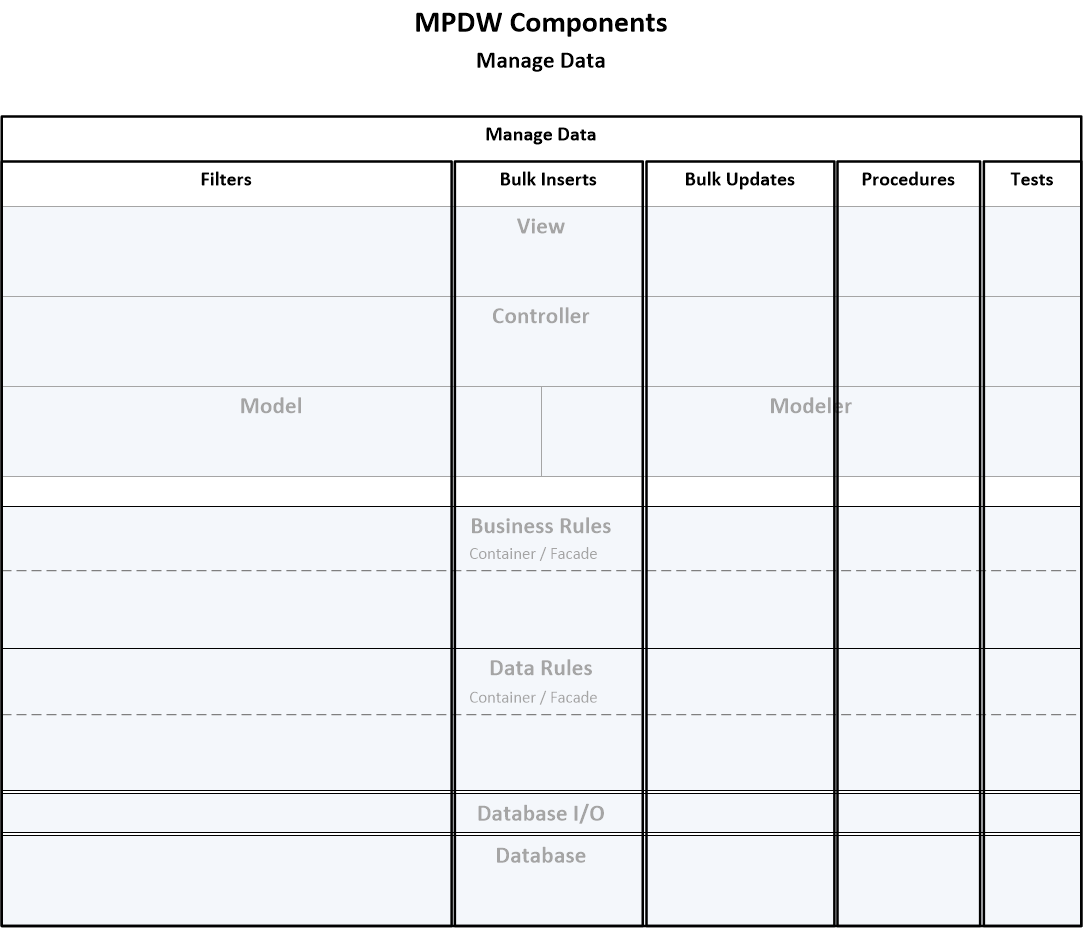 MPDW Components
Manage Data
Manage Data
Filters Bulk Inserts Bulk Updates Procedures Tests
View
Controller
Model Modeler
Business Rules
Container / Facade
Data Rules
Container / Facade
Database I/O
Database